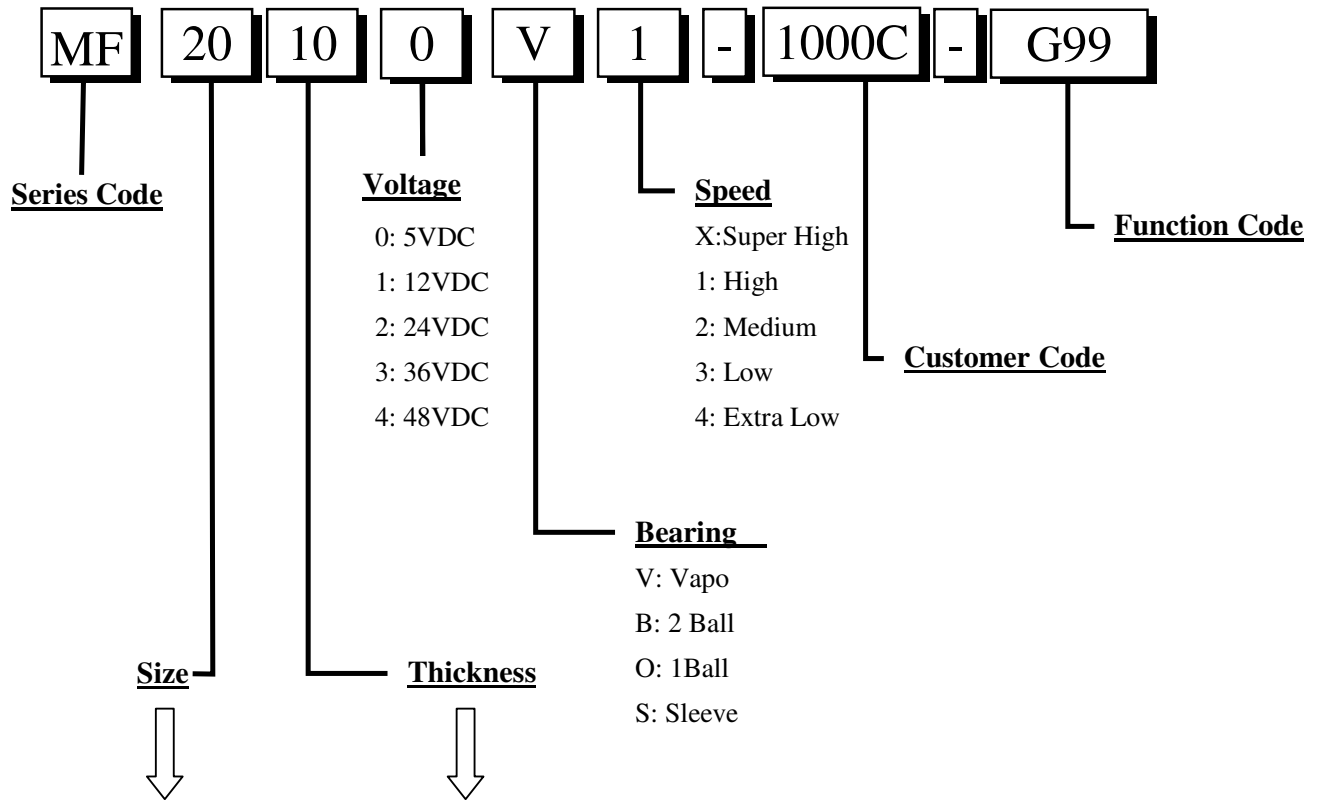 MF 20 10 0 V 1 - 1000C - G99
Series Code
Voltage
0: 5VDC
1: 12VDC
2: 24VDC
3: 36VDC
4: 48VDC
Speed
X:Super High
1: High
2: Medium
3: Low
4: Extra Low
Function Code
Customer Code
Bearing
V: Vapo
B: 2 Ball
O: 1Ball
S: Sleeve
Size
Thickness